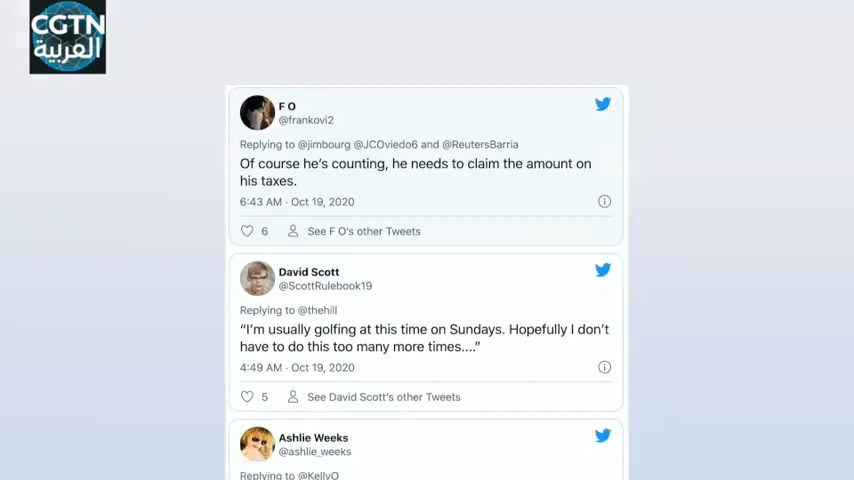 CGTN
العربية
F O
@frankovi2
Replying to @jimbourg @JCOviedo6 and @ReutersBarria
Of course he's counting, he needs to claim the amount on
his taxes.
6:43 AM · Oct 19, 2020
6 See F O's other Tweets
David Scott
@ScottRulebook19
Replying to @thehill
“I'm usually golfing at this time on Sundays. Hopefully I don't
have to do this too many more times....”
4:49 AM · Oct 19, 2020
5 See David Scott's other Tweets
Ashlie Weeks
@ashlie_weeks
Replying to @KellyO